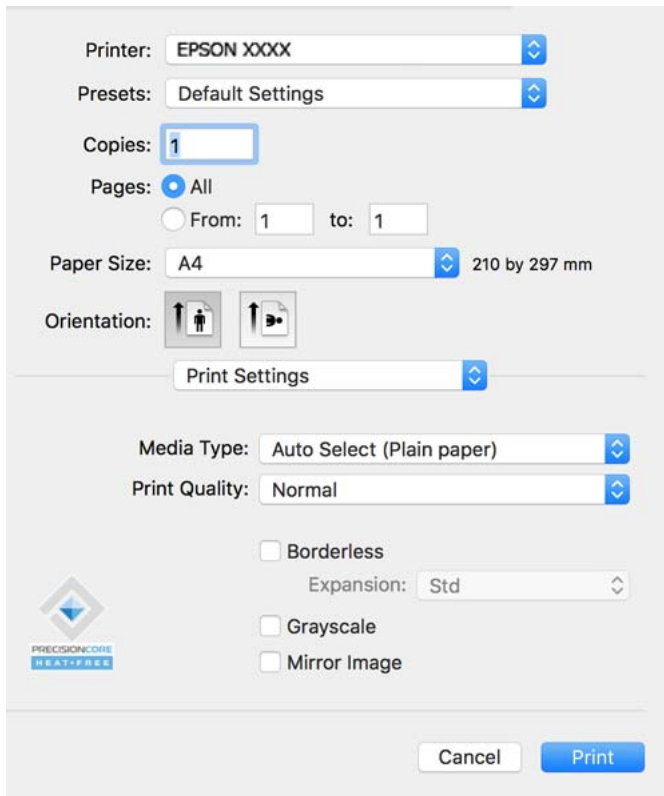 Printer: EPSON XXXX
Presets: Default Settings
Copies: 1
Pages: All
From: 1 to: 1
Paper Size: A4 210 by 297 mm
Orientation:
Print Settings
Media Type: Auto Select (Plain paper)
Print Quality: Normal
Borderless
Expansion: Std
Grayscale
Mirror Image
PRECISIONCORE
HEAT-FREE
Cancel Print